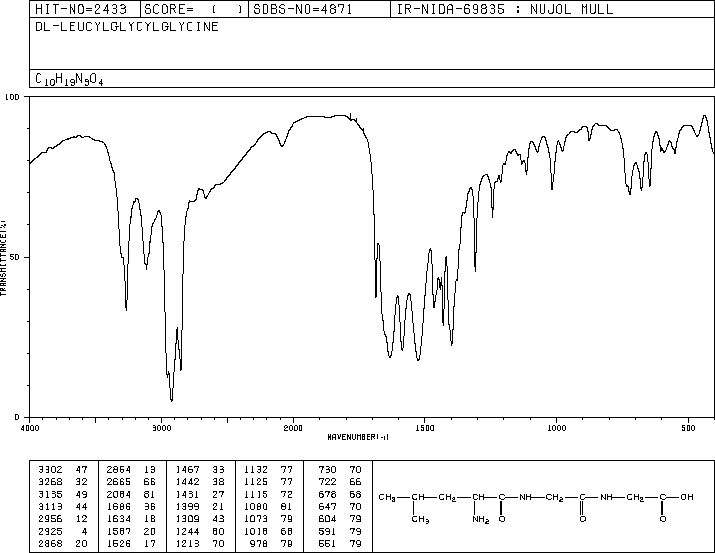 HIT-NO=2433 SCORE= ( ) SDBS-NO=4871 IR-NIDA-69835 : NUJOL MULL
DL-LEUCYLGLYCYLGLYCINE
C10H19N3O4
100
50
0
TRANSMITTANCE(%)
4000 3000 2000 1500 1000 500
WAVENUMBER(-1)
3302 47 2854 13 1467 33 1132 77 730 70
3268 32 2665 66 1442 38 1125 77 722 66
3135 49 2084 81 1431 27 1115 72 678 68
3113 44 1686 36 1399 21 1080 81 647 70
2956 12 1634 18 1309 43 1073 79 604 79
2925 4 1587 20 1244 60 1018 68 591 79
2868 20 1526 17 1213 70 978 79 551 79
CH3 CH CH2 CH C NH CH2 C NH CH2 C OH
CH3 NH2 O O O